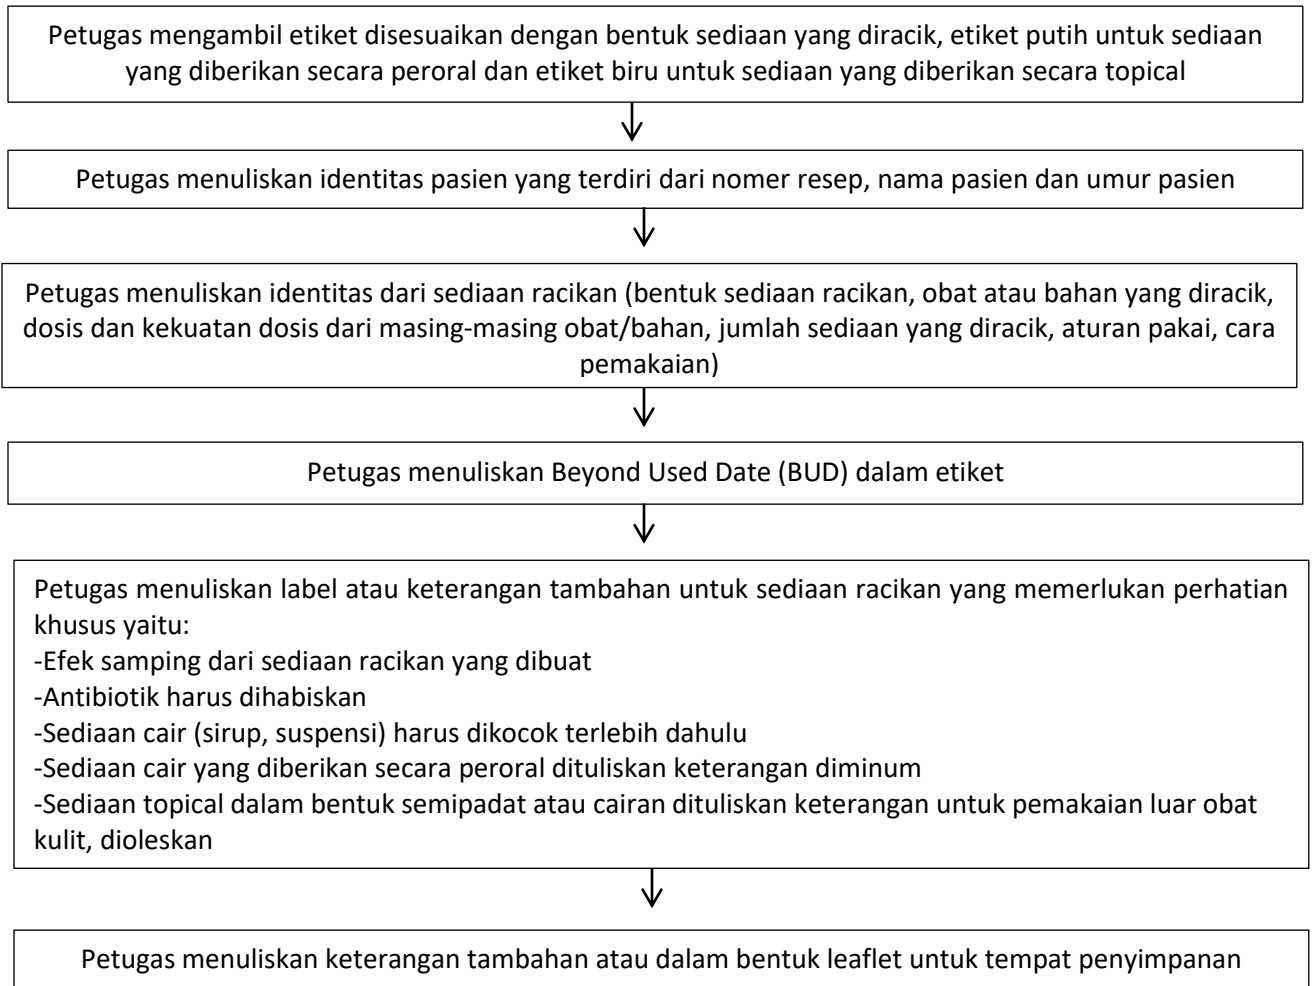 Petugas mengambil etiket disesuaikan dengan bentuk sediaan yang diracik, etiket putih untuk sediaan
yang diberikan secara peroral dan etiket biru untuk sediaan yang diberikan secara topical
Petugas menuliskan identitas pasien yang terdiri dari nomer resep, nama pasien dan umur pasien
Petugas menuliskan identitas dari sediaan racikan (bentuk sediaan racikan, obat atau bahan yang diracik,
dosis dan kekuatan dosis dari masing-masing obat/bahan, jumlah sediaan yang diracik, aturan pakai, cara
pemakaian)
Petugas menuliskan Beyond Used Date (BUD) dalam etiket
Petugas menuliskan label atau keterangan tambahan untuk sediaan racikan yang memerlukan perhatian
khusus yaitu:
-Efek samping dari sediaan racikan yang dibuat
-Antibiotik harus dihabiskan
-Sediaan cair (sirup, suspensi) harus dikocok terlebih dahulu
-Sediaan cair yang diberikan secara peroral dituliskan keterangan diminum
-Sediaan topical dalam bentuk semipadat atau cairan dituliskan keterangan untuk pemakaian luar obat
kulit, dioleskan
Petugas menuliskan keterangan tambahan atau dalam bentuk leaflet untuk tempat penyimpanan